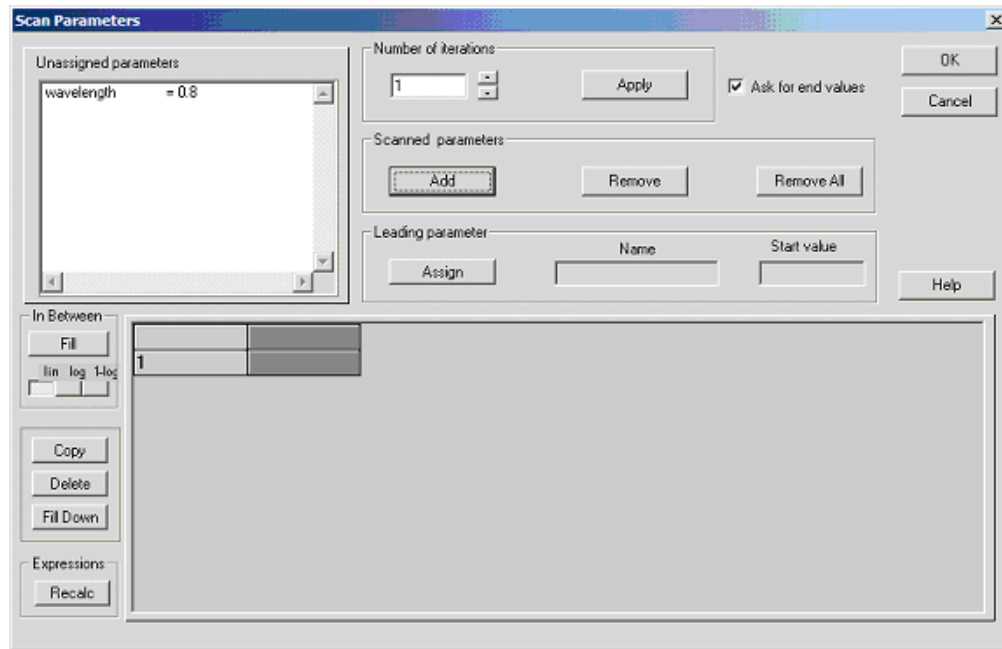 Scan Parameters
Unassigned parameters
wavelength = 0.8
Number of iterations
1
Apply
Ask for end values
OK
Cancel
Scanned parameters
Add
Remove
Remove All
Leading parameter
Name
Start value
Assign
Help
In Between
Fill
lin log 1-log
1
Copy
Delete
Fill Down
Expressions
Recalc